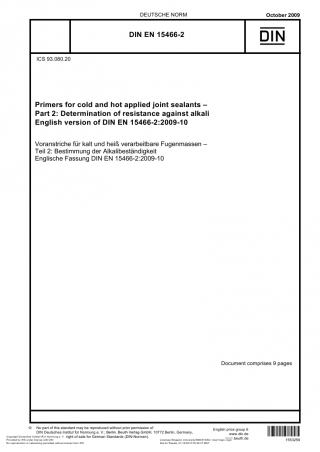 DEUTSCHE NORM
October 2009
DIN EN 15466-2
DIN
ICS 93.080.20
Primers for cold and hot applied joint sealants –
Part 2: Determination of resistance against alkali
English version of DIN EN 15466-2:2009-10
Voranstriche für kalt und heiß verarbeitbare Fugenmassen –
Teil 2: Bestimmung der Alkalibeständigkeit
Englische Fassung DIN EN 15466-2:2009-10
Document comprises 9 pages
© No part of this standard may be reproduced without prior permission of
DIN Deutsches Institut für Normung e. V., Berlin. Beuth Verlag GmbH, 10772 Berlin, Germany,
right of sale for German Standards (DIN-Normen).
English price group 8
www.din.de
www.beuth.de